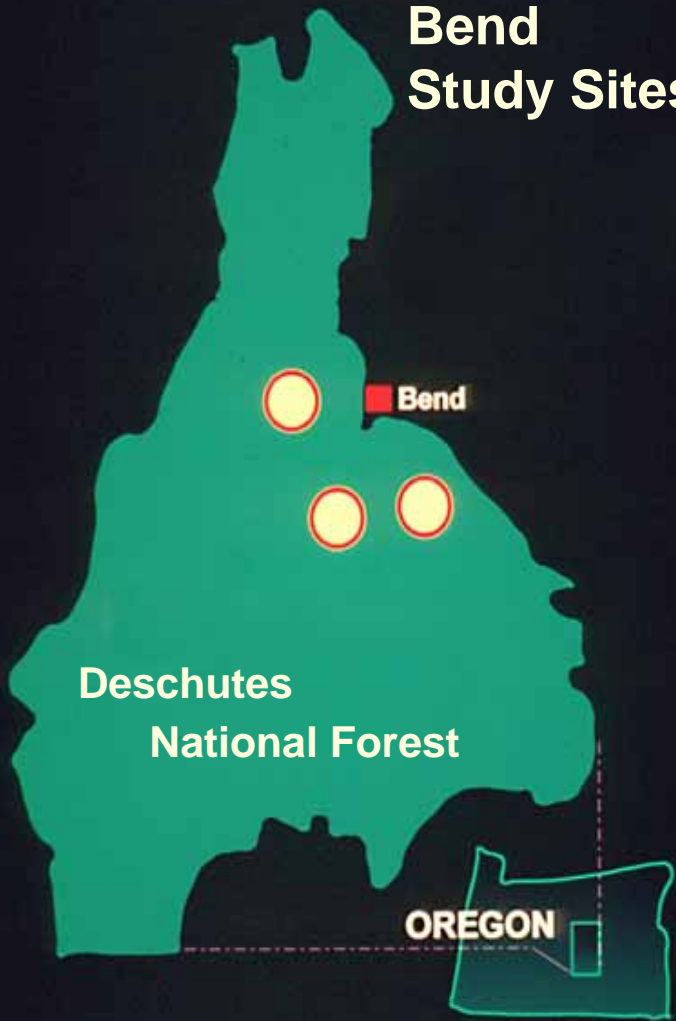 Bend
Study Sites
Bend
Deschutes
National Forest
OREGON